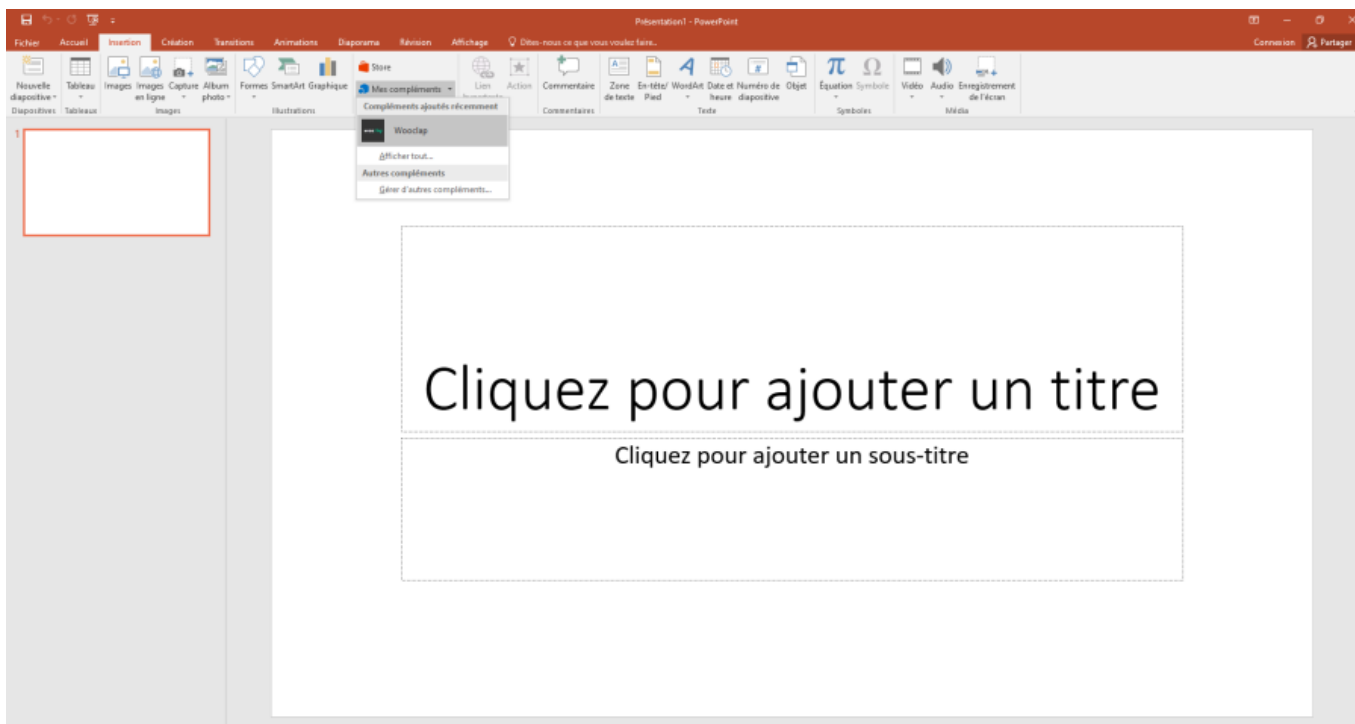 Présentation1 - PowerPoint
Fichier Accueil Insertion Création Transitions Animations Diaporama Révision Affichage Dites-nous ce que vous voulez faire... Connexion Partager
Nouvelle diapositive
Tableau
Images
Images en ligne
Capture
Album photo
Formes
SmartArt
Graphique
Store
Mes compléments
Lien
Action
Commentaire
Zone de texte
En-tête/ Pied
WordArt
Date et heure
Numéro de diapositive
Objet
Équation
Symbole
Vidéo
Audio
Enregistrement de l'écran
Diapositives Tableaux Images Illustrations Commentaires Texte Symboles Média
Compléments ajoutés récemment
Wooclap
Afficher tout...
Autres compléments
Gérer d'autres compléments...
1
Cliquez pour ajouter un titre
Cliquez pour ajouter un sous-titre